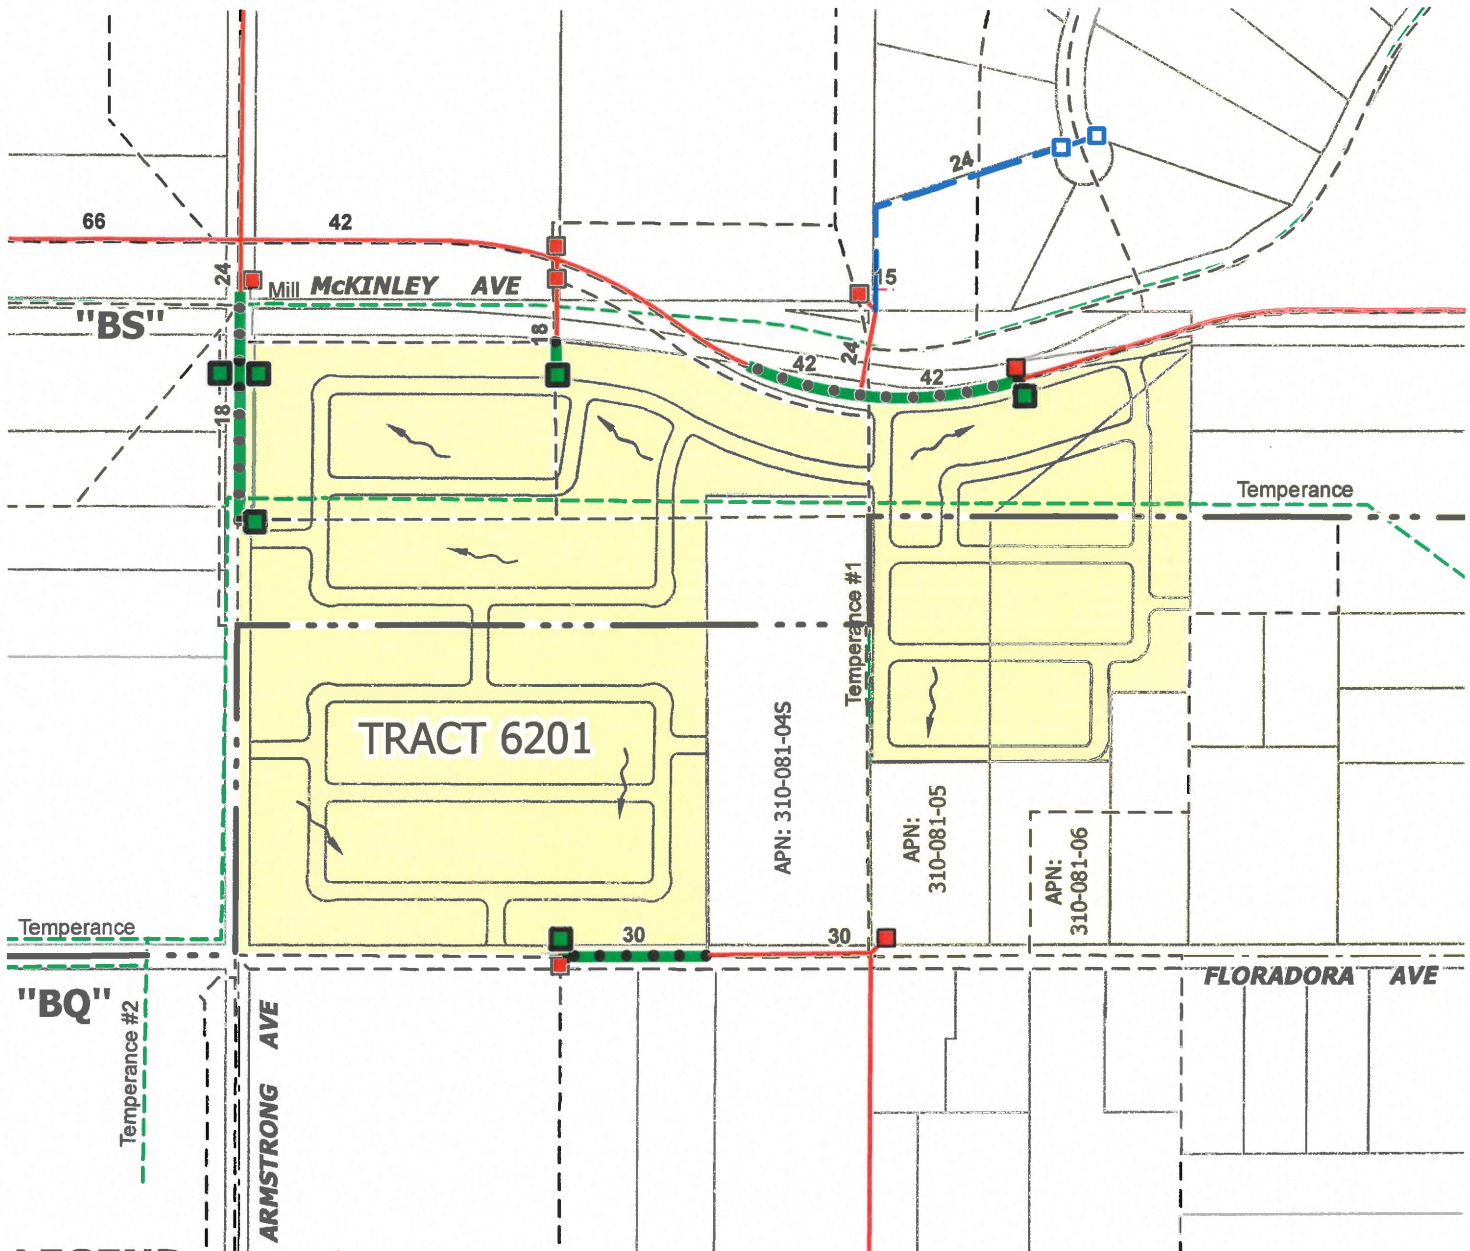 24
66
42
15
24
Mill McKINLEY AVE
"BS"
18
24
42
42
18
Temperance
Temperance #1
TRACT 6201
APN: 310-081-04S
APN:
310-081-05
APN:
310-081-06
Temperance
30
30
FLORADORA AVE
"BQ"
Temperance #2
ARMSTRONG AVE